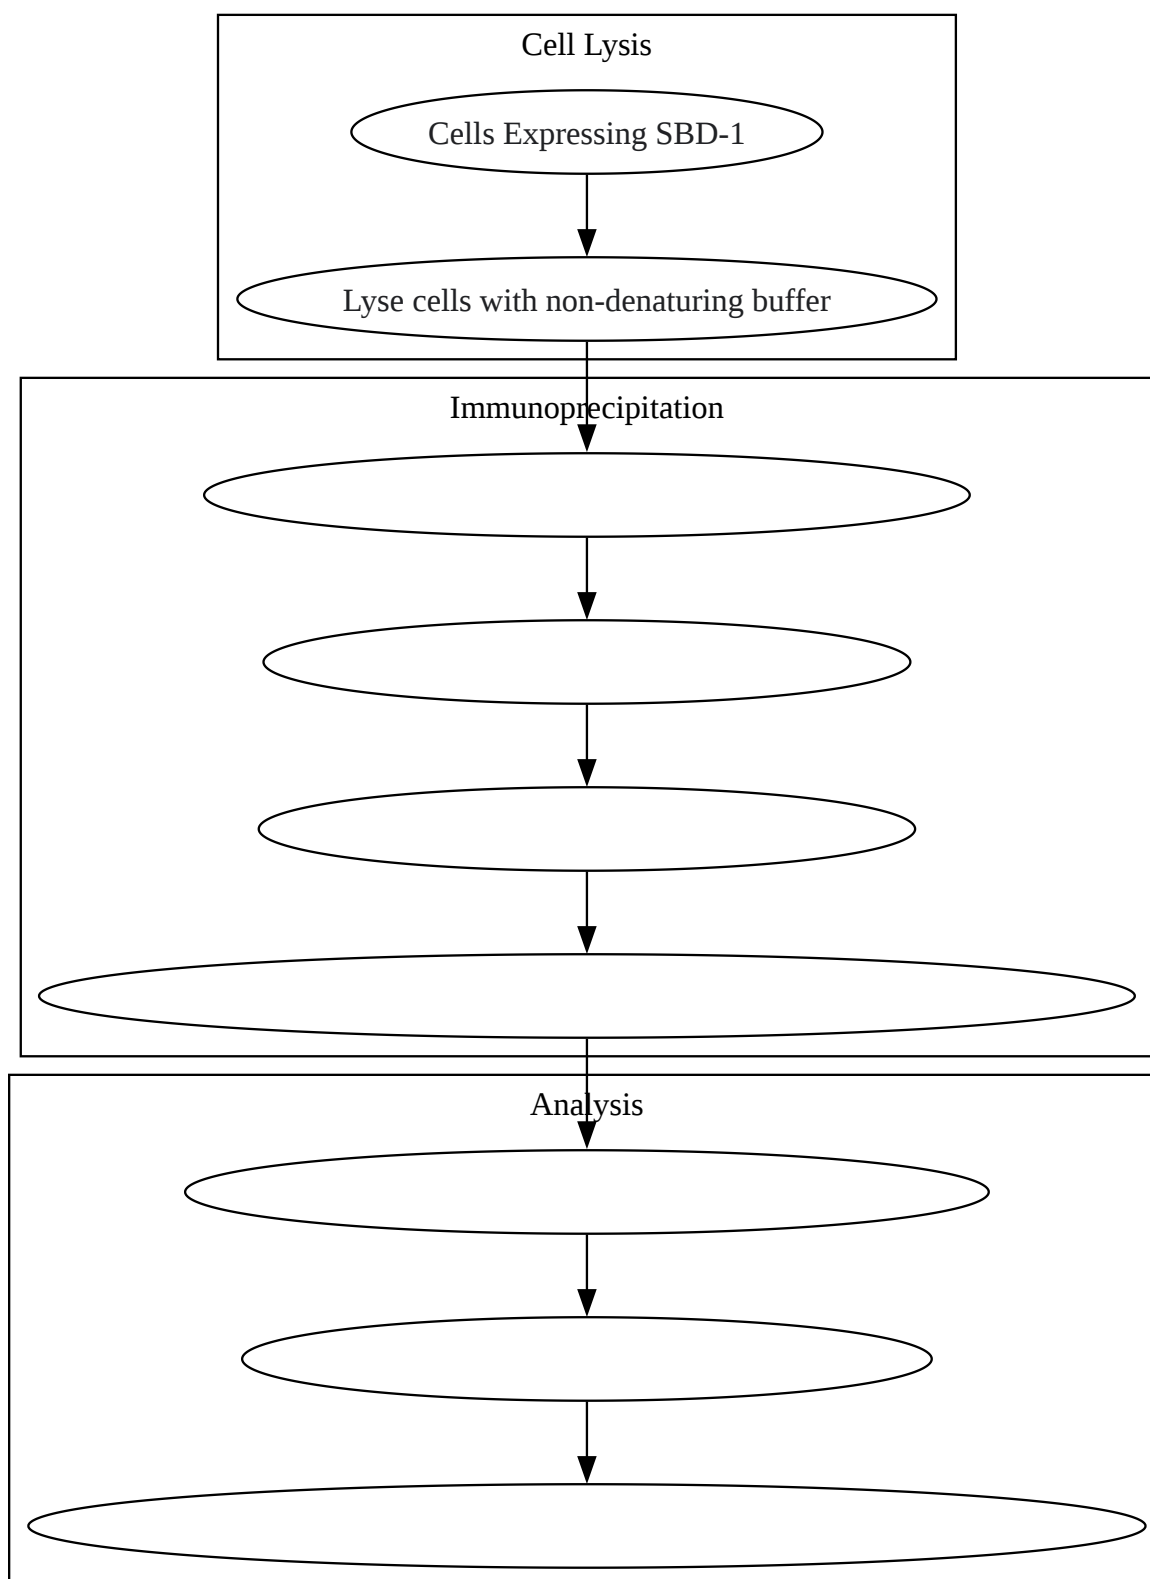 Cell Lysis
Cells Expressing SBD-1
Lyse cells with non-denaturing buffer
Immunoprecipitation
Analysis